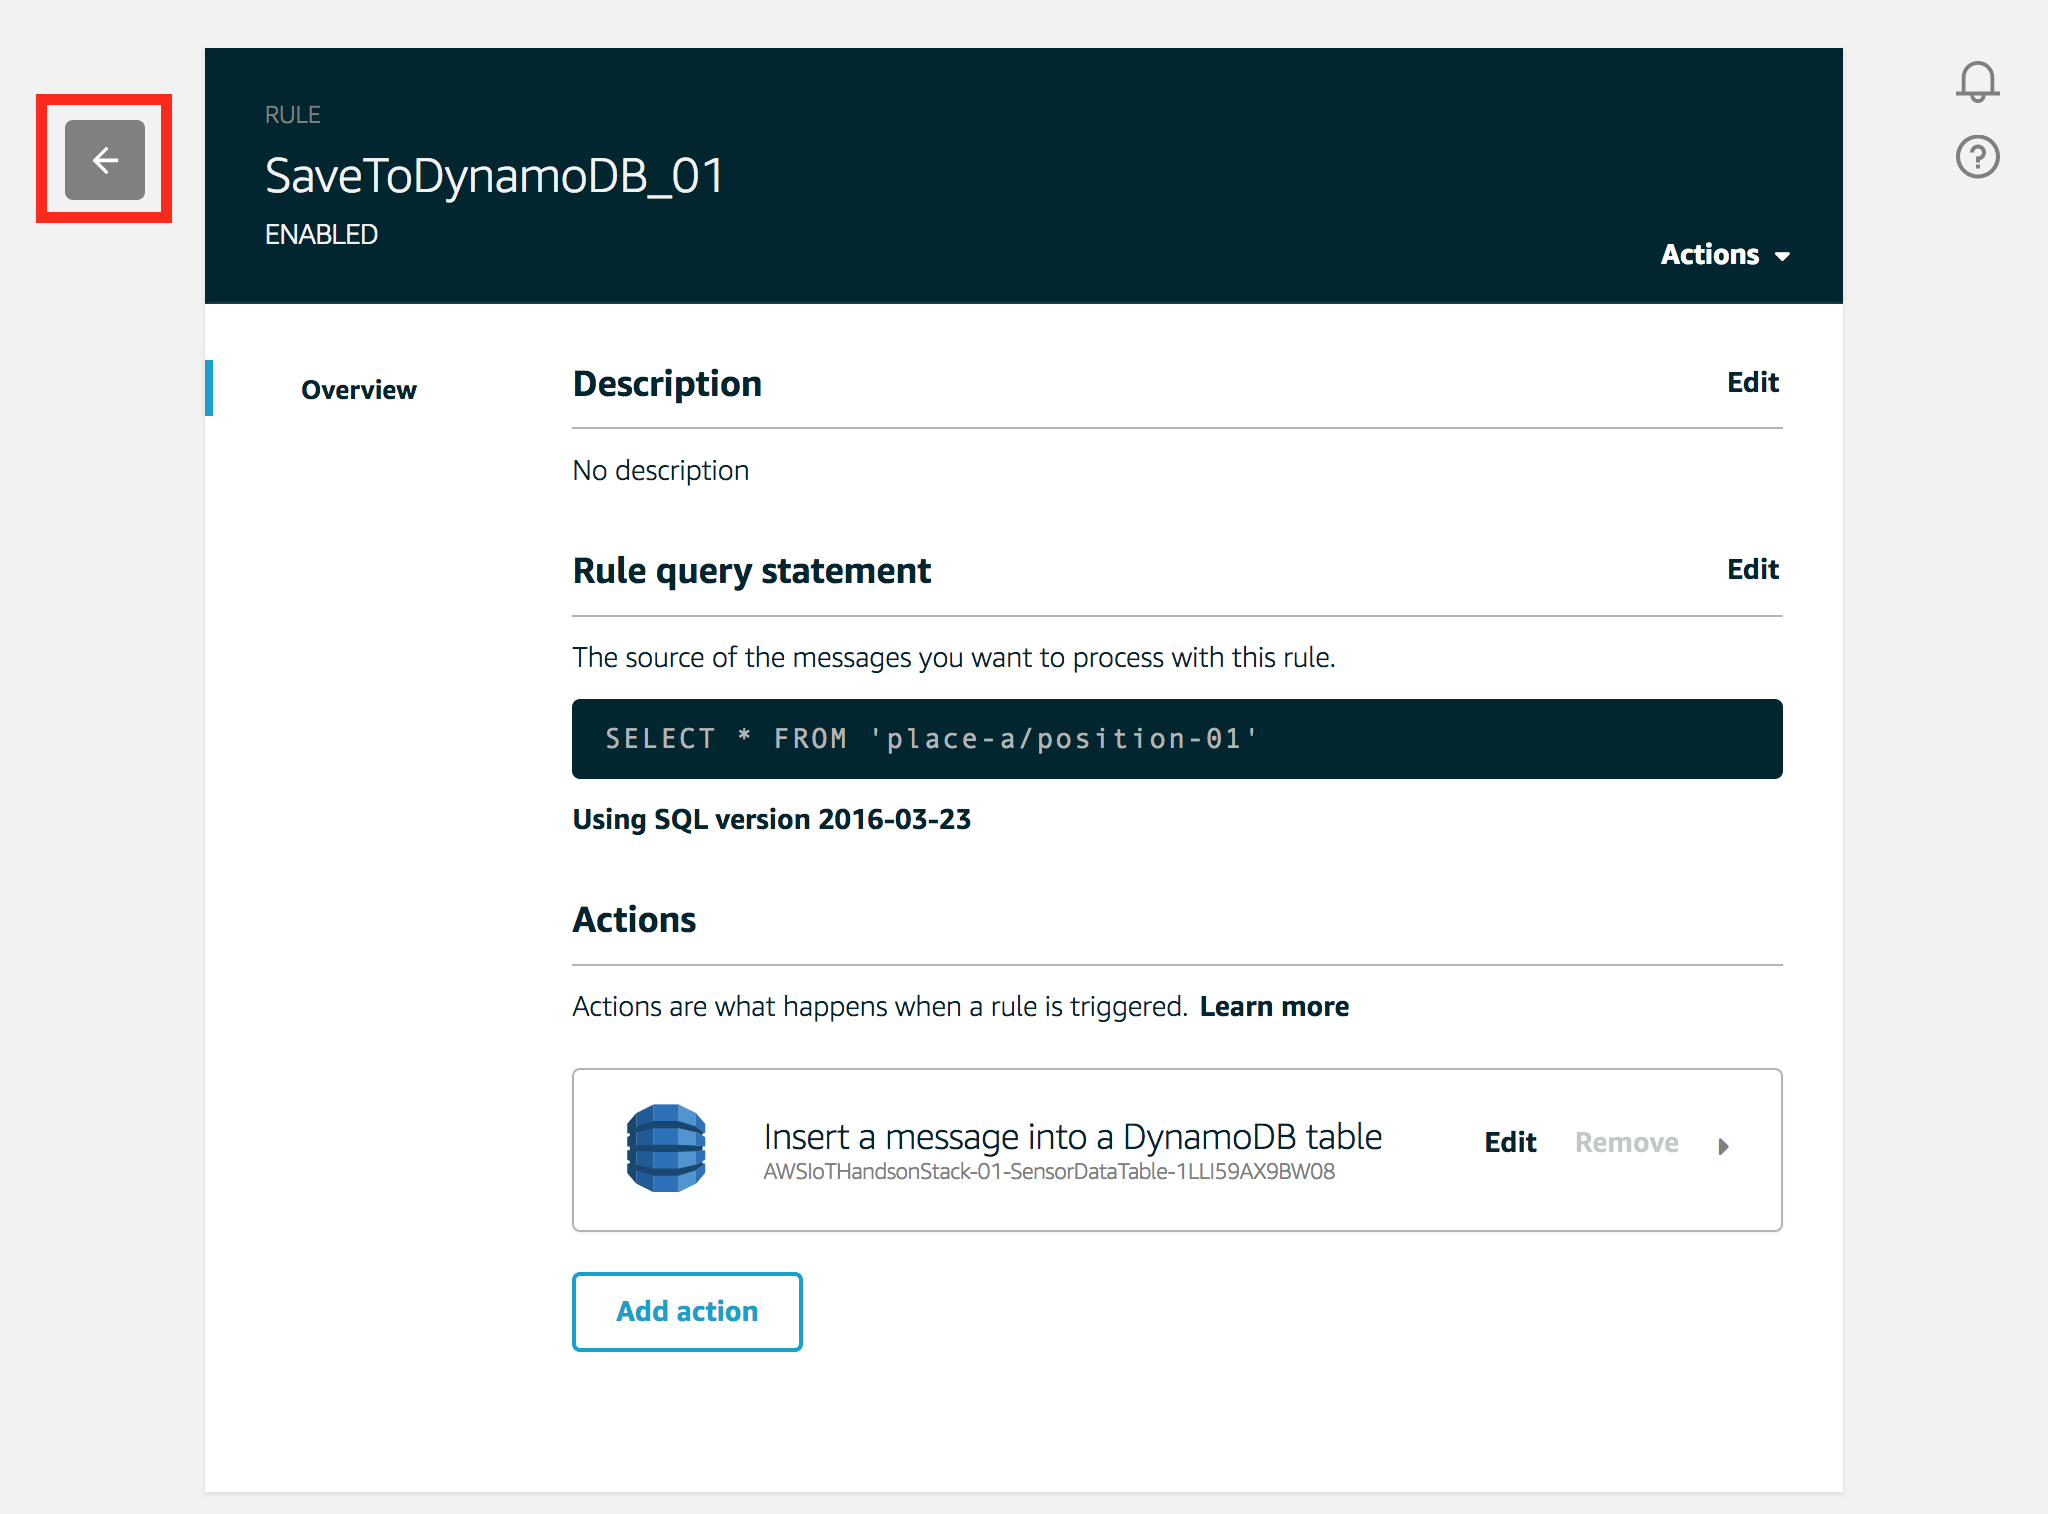 RULE
SaveToDynamoDB_01
ENABLED
Actions
Overview
Description
Edit
No description
Rule query statement
Edit
The source of the messages you want to process with this rule.
SELECT * FROM 'place-a/position-01'
Using SQL version 2016-03-23
Actions
Actions are what happens when a rule is triggered. Learn more
Insert a message into a DynamoDB table
AWSIoTHandsonStack-01-SensorDataTable-1LLI59AX9BW08
Edit
Remove
Add action